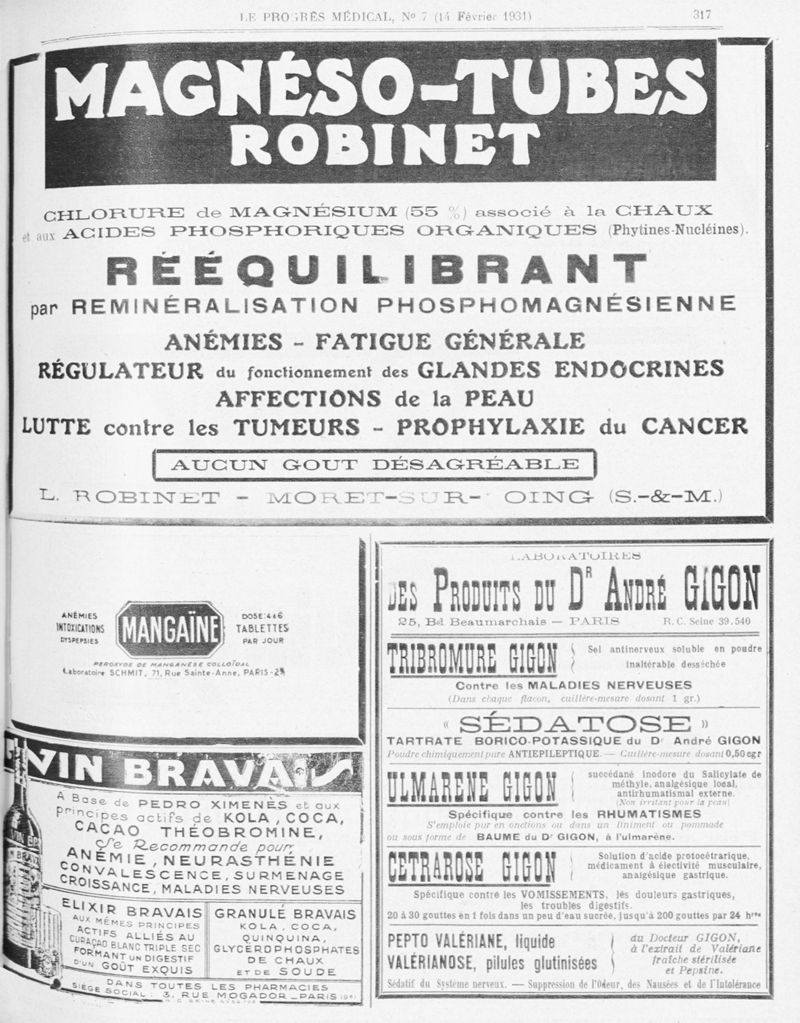 LE PROGRÈS MÉDICAL, No 7 (14 Février 1931)
317
MAGNÉSO-TUBES
ROBINET
CHLORURE de MAGNÉSIUM (55 %) associé à la CHAUX
et aux ACIDES PHOSPHORIQUES ORGANIQUES (Phytines-Nucléines).
RÉÉQUILIBRANT
par REMINÉRALISATION PHOSPHOMAGNÉSIENNE
ANÉMIES - FATIGUE GÉNÉRALE
RÉGULATEUR du fonctionnement des GLANDES ENDOCRINES
AFFECTIONS de la PEAU
LUTTE contre les TUMEURS - PROPHYLAXIE du CANCER
AUCUN GOUT DÉSAGRÉABLE
L. ROBINET - MORET-SUR- OING (S.-&-M.)
ANÉMIES
INTOXICATIONS
DYSPEPSIES
MANGAÏNE
DOSE: 4 à 6
TABLETTES
PAR JOUR
PEROXYDE DE MANGANÈSE COLLOÏDAL
Laboratoire SCHMIT, 71, Rue Sainte-Anne, PARIS-2e
VIN BRAVAIS
A Base de PEDRO XIMENÈS et aux
principes actifs de KOLA, COCA,
CACAO THÉOBROMINE,
Se Recommande pour:
ANÉMIE, NEURASTHÉNIE
CONVALESCENCE, SURMENAGE
CROISSANCE, MALADIES NERVEUSES
ELIXIR BRAVAIS
AUX MÊMES PRINCIPES
ACTIFS ALLIÉS AU
CURAÇAO BLANC TRIPLE SEC
FORMANT UN DIGESTIF
D'UN GOÛT EXQUIS
GRANULÉ BRAVAIS
KOLA, COCA,
QUINQUINA,
GLYCÉROPHOSPHATES
DE CHAUX
ET DE SOUDE
DANS TOUTES LES PHARMACIES
SIÈGE SOCIAL: 3, RUE MOGADOR_PARIS
LABORATOIRES
DES PRODUITS DU Dr ANDRÉ GIGON
25, Bd Beaumarchais — PARIS R. C. Seine 39.540
TRIBROMURE GIGON
Sel antinerveux soluble en poudre
inaltérable desséchée
Contre les MALADIES NERVEUSES
(Dans chaque flacon, cuillère-mesure dosant 1 gr.)
« SÉDATOSE »
TARTRATE BORICO-POTASSIQUE du Dr André GIGON
Poudre chimiquement pure ANTIEPILEPTIQUE. — Cuillère-mesure dosant 0,50 cgr
ULMARÈNE GIGON
succédané inodore du Salicylate de
méthyle, analgésique local,
antirhumatismal externe.
(Non irritant pour la peau)
Spécifique contre les RHUMATISMES
S'emploie pur en onctions ou dans un liniment ou pommade
ou sous forme de BAUME du Dr GIGON, à l'ulmarène.
CETRAROSE GIGON
Solution d'acide protocétrarique,
médicament à électivité musculaire,
analgésique gastrique.
Spécifique contre les VOMISSEMENTS, les douleurs gastriques,
les troubles digestifs.
20 à 30 gouttes en 1 fois dans un peu d'eau sucrée, jusqu'à 200 gouttes par 24 hres
PEPTO VALÉRIANE, liquide
VALÉRIANOSE, pilules glutinisées
du Docteur GIGON,
à l'extrait de Valériane
fraîche stérilisée
et Pepsine.
Sédatif du Système nerveux. — Suppression de l'Odeur, des Nausées et de l'Intolérance